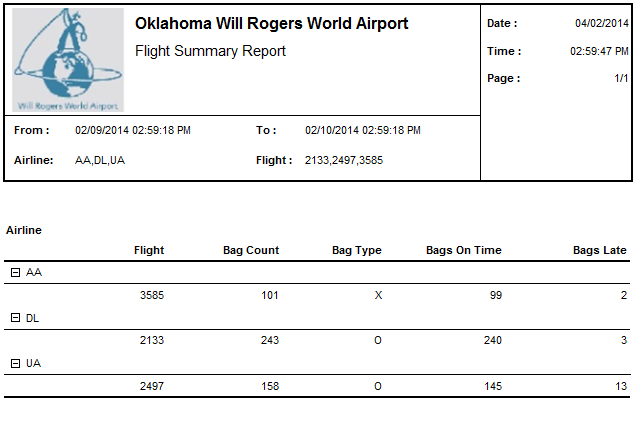 Oklahoma Will Rogers World Airport
Date : 04/02/2014
Flight Summary Report
Time : 02:59:47 PM
Page : 1/1
Will Rogers World Airport
From : 02/09/2014 02:59:18 PM To : 02/10/2014 02:59:18 PM
Airline: AA,DL,UA Flight : 2133,2497,3585
Airline
Flight Bag Count Bag Type Bags On Time Bags Late
AA
3585 101 X 99 2
DL
2133 243 O 240 3
UA
2497 158 O 145 13